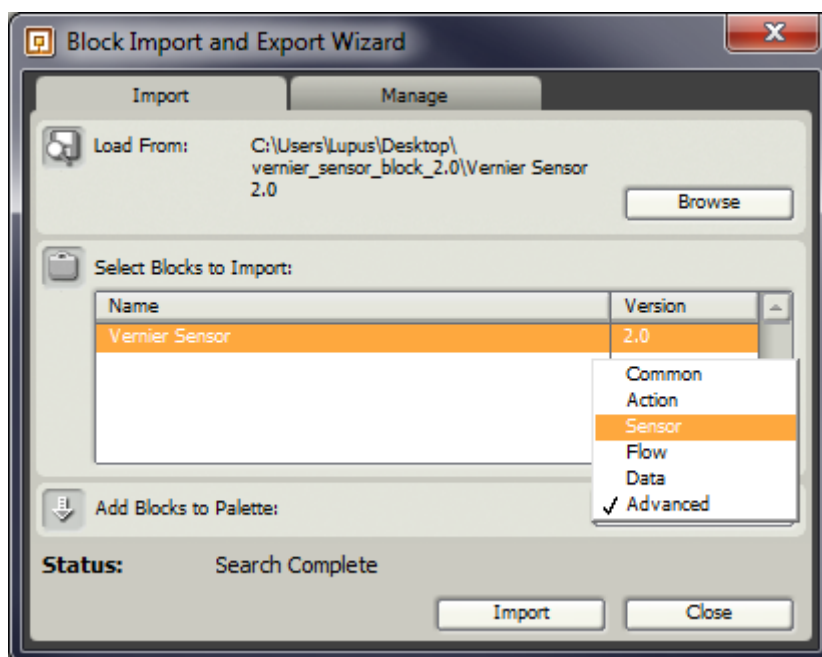 Block Import and Export Wizard
Import
Manage
Load From:
C:\Users\Lupus\Desktop\
vernier_sensor_block_2.0\Vernier Sensor
2.0
Browse
Select Blocks to Import:
Name
Version
Vernier Sensor
2.0
Common
Action
Sensor
Flow
Data
✓ Advanced
Add Blocks to Palette:
Status:
Search Complete
Import
Close